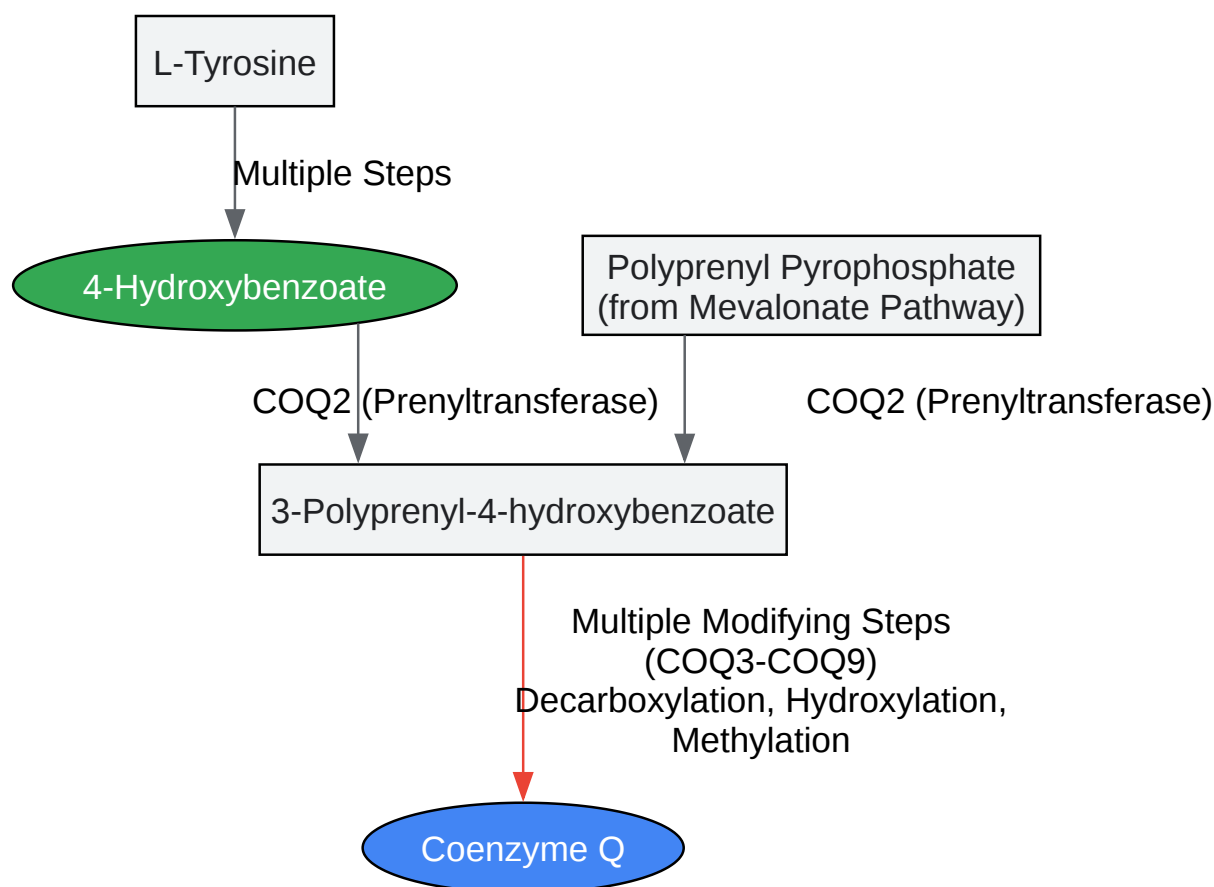 L-Tyrosine
Multiple Steps
4-Hydroxybenzoate
Polyprenyl Pyrophosphate
(from Mevalonate Pathway)
COQ2 (Prenyltransferase)
COQ2 (Prenyltransferase)
3-Polyprenyl-4-hydroxybenzoate
Multiple Modifying Steps
(COQ3-COQ9)
Decarboxylation, Hydroxylation,
Methylation
Coenzyme Q